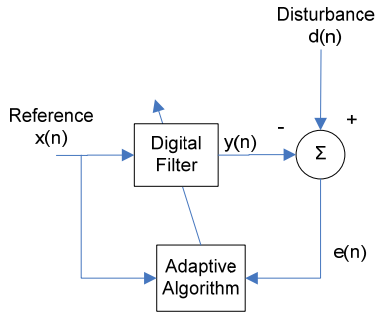 Disturbance
d(n)
Reference
x(n)
-
+
Digital
Filter
y(n)
Σ
e(n)
Adaptive
Algorithm